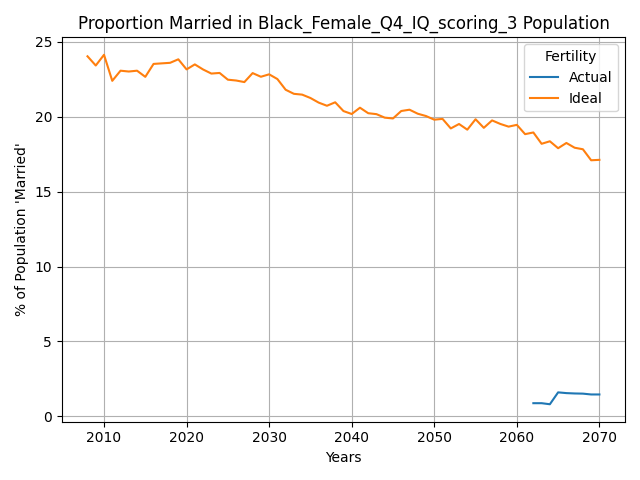 Proportion Married in Black_Female_Q4_IQ_scoring_3 Population
% of Population 'Married'
25
20
15
10
5
0
Fertility
Actual
Ideal
2010 2020 2030 2040 2050 2060 2070
Years